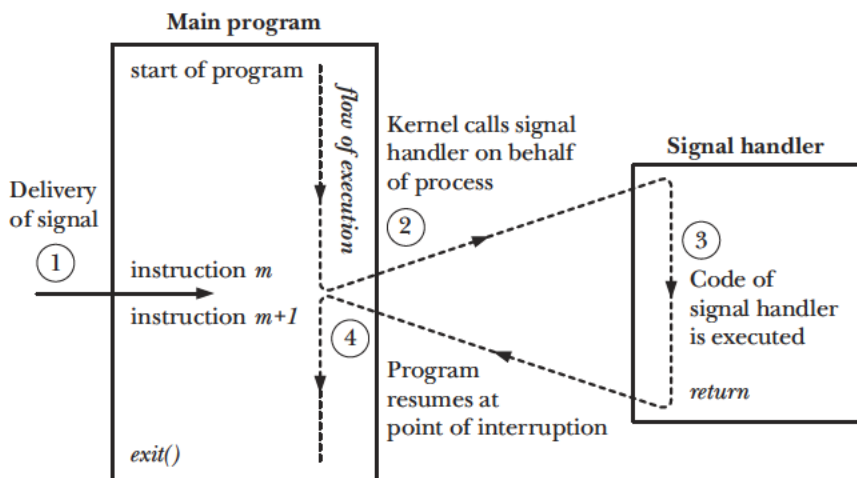 Main program
start of program
flow of execution
Kernel calls signal
handler on behalf
of process
Signal handler
Delivery
of signal
1
2
3
instruction m
instruction m+1
Code of
signal handler
is executed
4
Program
resumes at
point of interruption
return
exit()